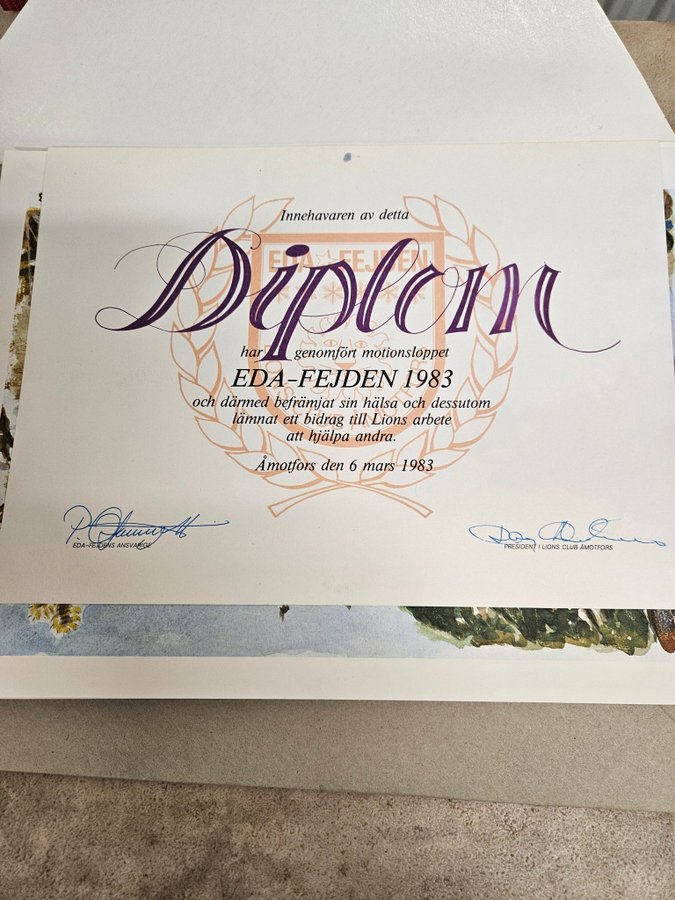 Innehavaren av detta
EDA FEJDEN
Diplom
har genomfört motionsloppet
EDA-FEJDEN 1983
och därmed befrämjat sin hälsa och dessutom
lämnat ett bidrag till Lions arbete
att hjälpa andra.
Åmotfors den 6 mars 1983
EDA-FEJDENS ANSVARIGE
PRESIDENT I LIONS CLUB ÅMOTFORS